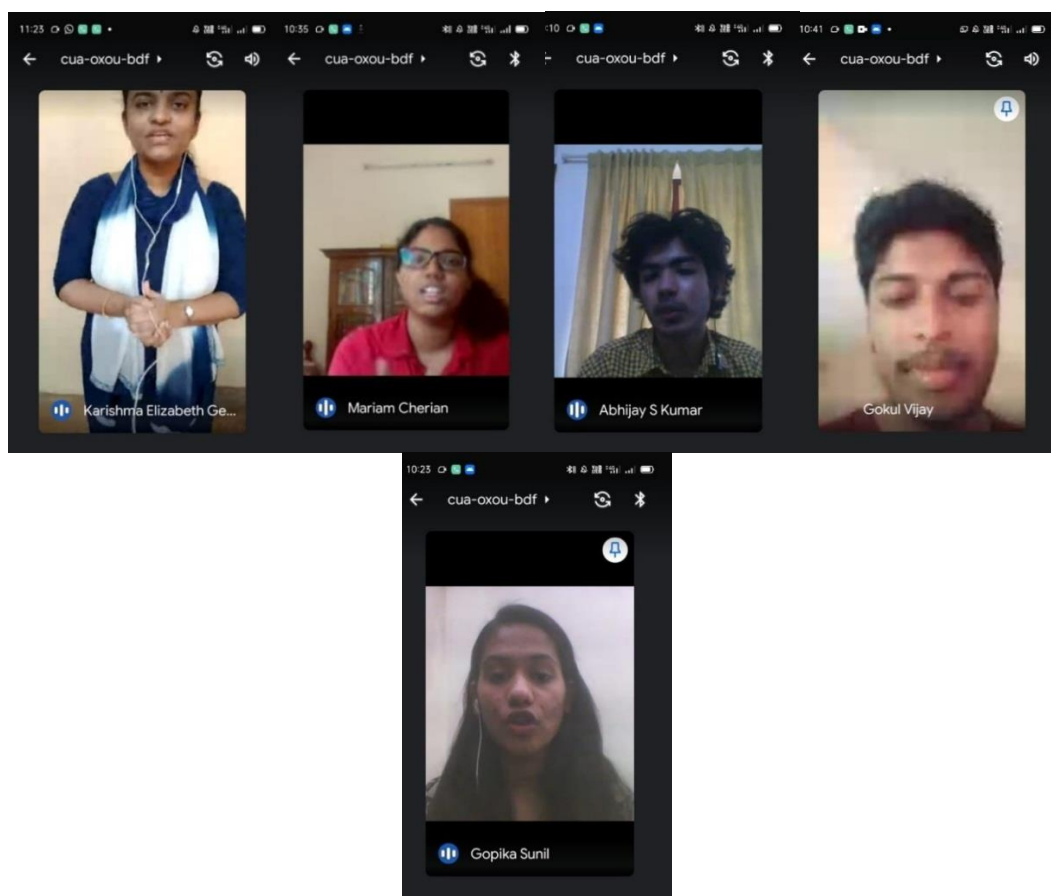 11:23
cua-oxou-bdf
Karishma Elizabeth Ge...
10:35
cua-oxou-bdf
Mariam Cherian
:10
cua-oxou-bdf
Abhijay S Kumar
10:41
cua-oxou-bdf
Gokul Vijay
10:23
cua-oxou-bdf
Gopika Sunil